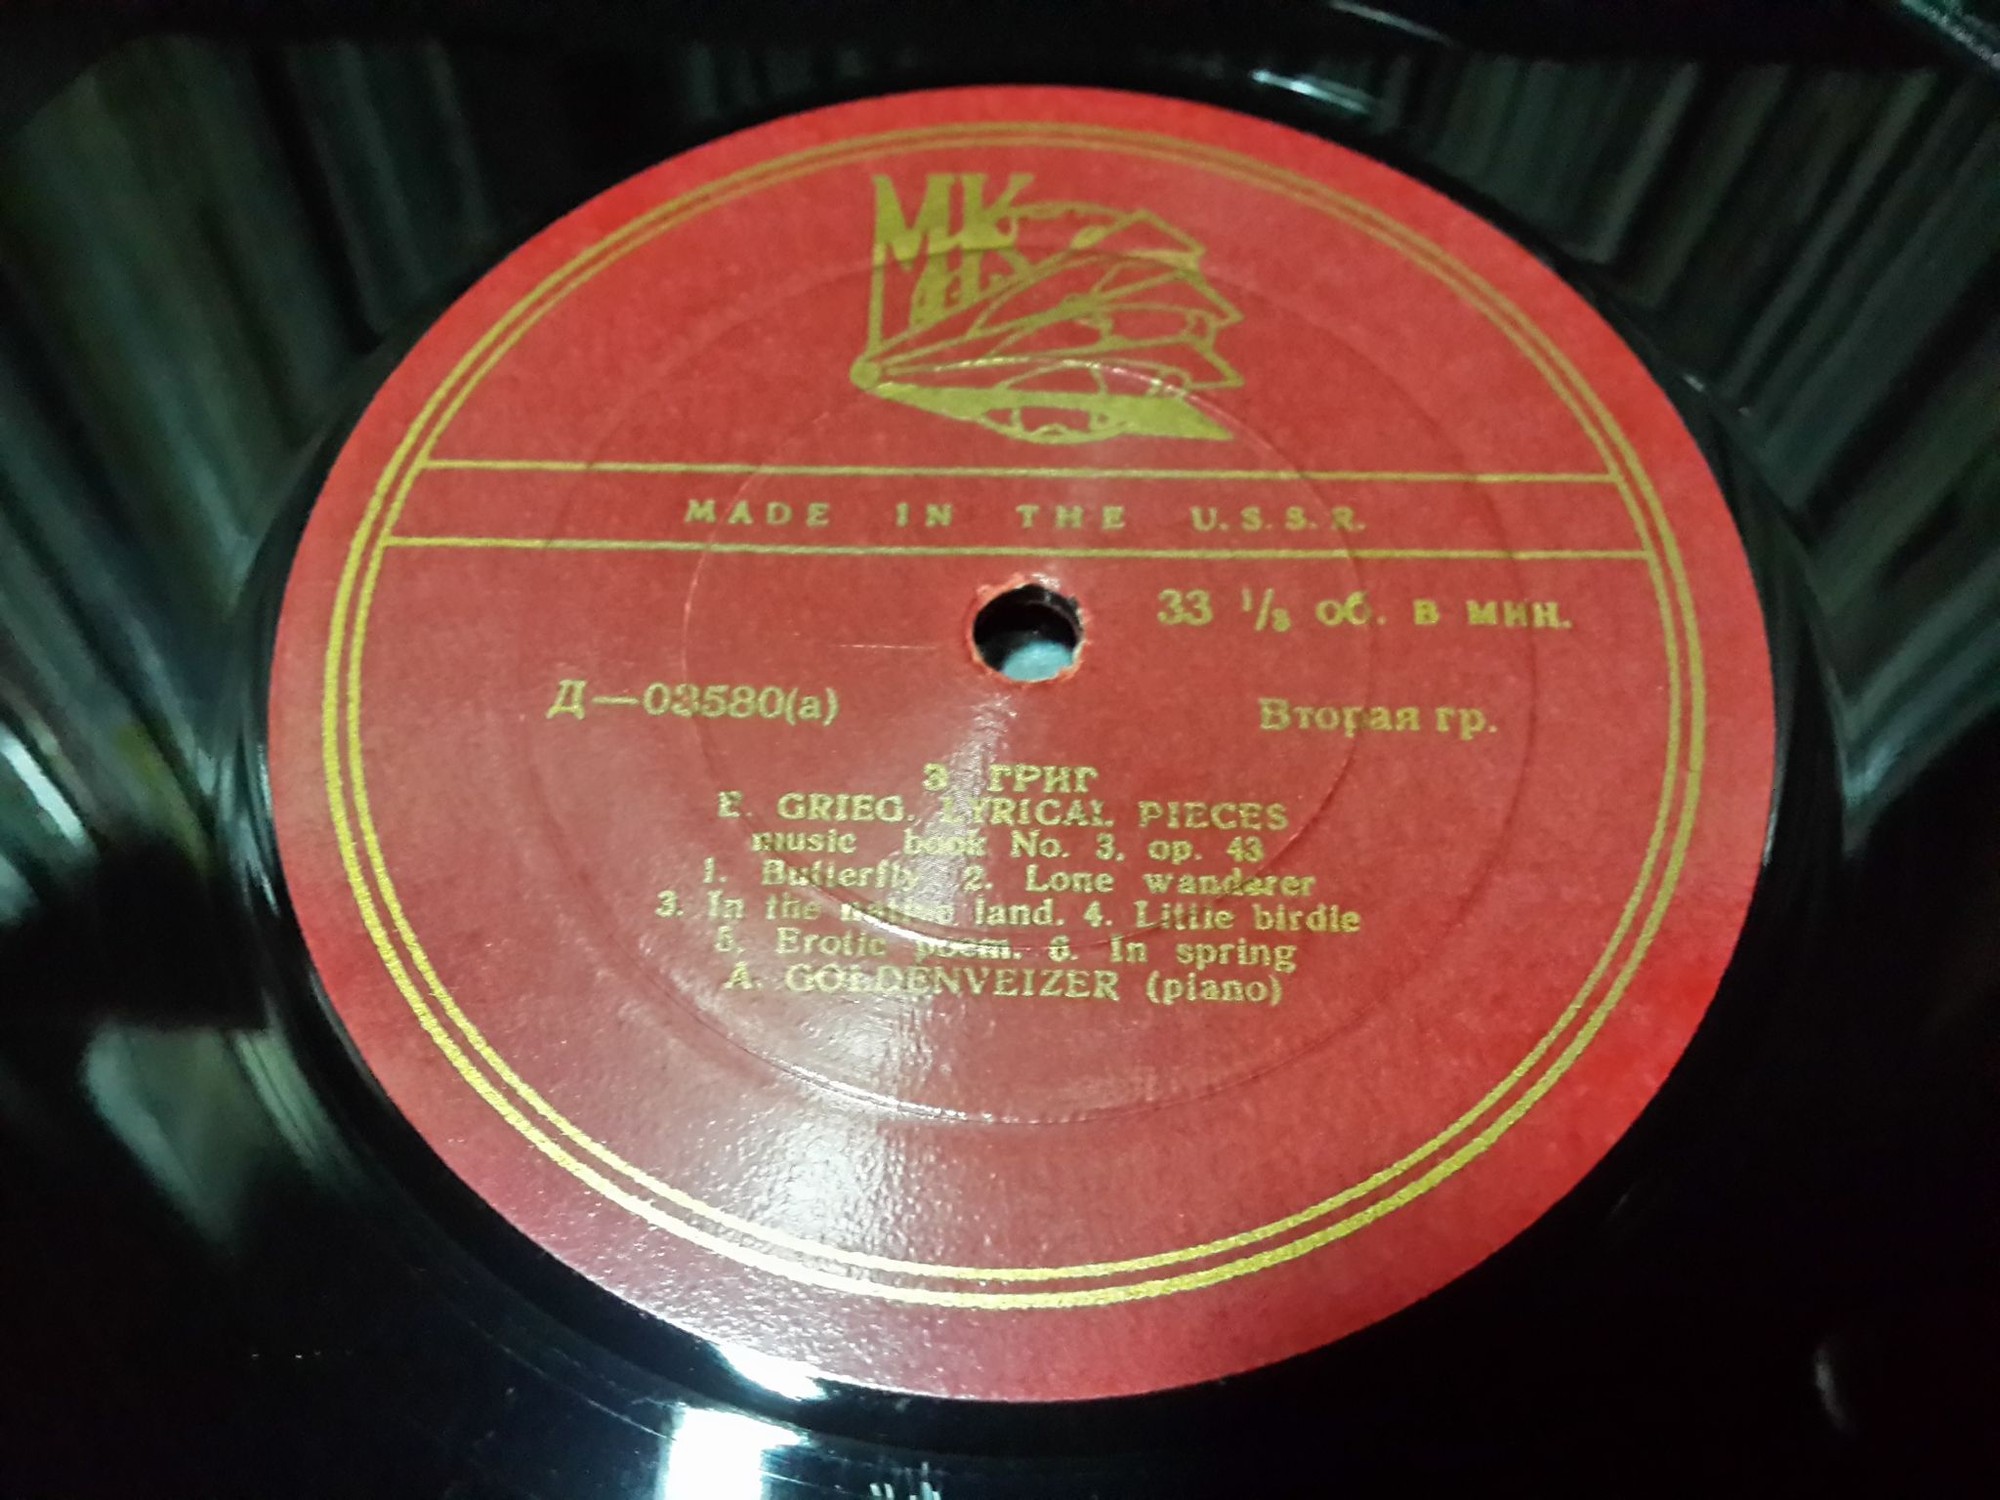 МК
MADE IN THE U.S.S.R.
33 1/3 об. в мин.
Д—03580(а)
Вторая гр.
Э. ГРИГ
E. GRIEG. LYRICAL PIECES
music book No. 3, op. 43
1. Butterfly 2. Lone wanderer
3. In the native land. 4. Little birdie
5. Erotic poem. 6. In spring
A. GOLDENVEIZER (piano)